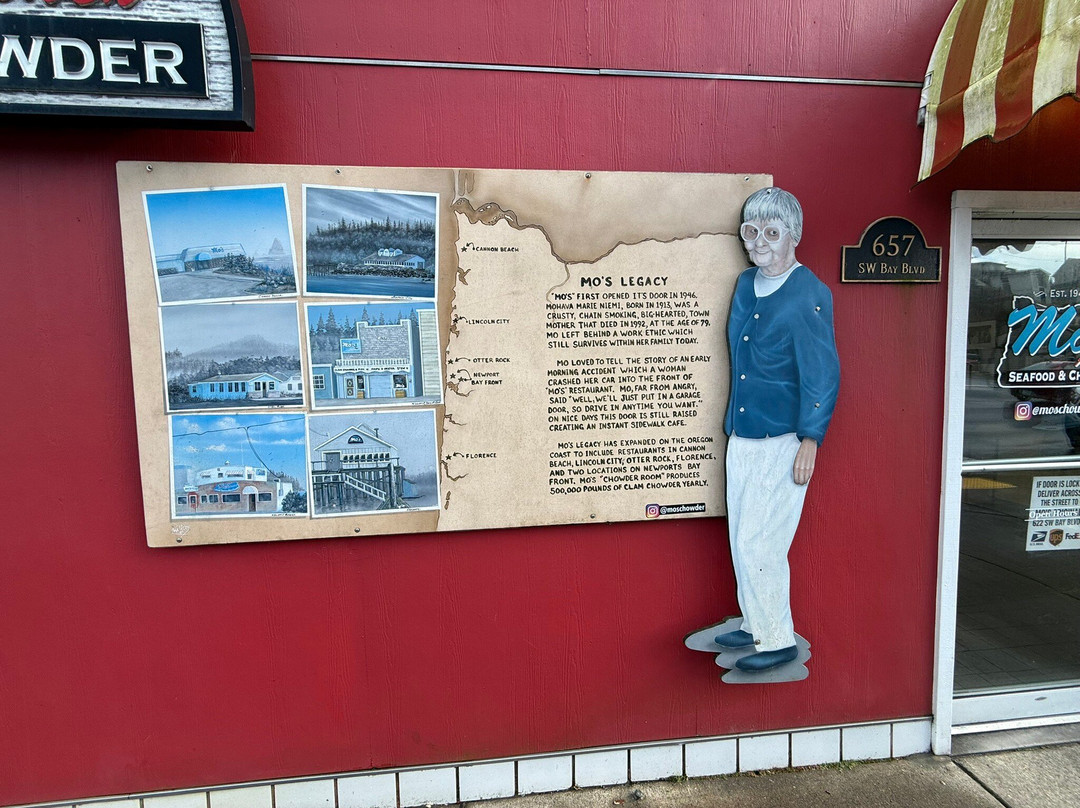 WDER
CANNON BEACH
LINCOLN CITY
OTTER ROCK
NEWPORT
BAY FRONT
FLORENCE
MO'S LEGACY
"MO'S" FIRST OPENED IT'S DOOR IN 1946.
MOHAVA MARIE NIEMI, BORN IN 1913, WAS A
CRUSTY, CHAIN SMOKING, BIG-HEARTED, TOWN
MOTHER THAT DIED IN 1992, AT THE AGE OF 79.
MO LEFT BEHIND A WORK ETHIC WHICH
STILL SURVIVES WITHIN HER FAMILY TODAY.
MO LOVED TO TELL THE STORY OF AN EARLY
MORNING ACCIDENT WHICH A WOMAN
CRASHED HER CAR INTO THE FRONT OF
"MO'S" RESTAURANT. MO, FAR FROM ANGRY,
SAID "WELL, WE'LL JUST PUT IN A GARAGE
DOOR, SO DRIVE IN ANYTIME YOU WANT."
ON NICE DAYS THIS DOOR IS STILL RAISED
CREATING AN INSTANT SIDEWALK CAFE.
MO'S LEGACY HAS EXPANDED ON THE OREGON
COAST TO INCLUDE RESTAURANTS IN CANNON
BEACH, LINCOLN CITY, OTTER ROCK, FLORENCE,
AND TWO LOCATIONS ON NEWPORTS BAY
FRONT. MO'S "CHOWDER ROOM" PRODUCES
500,000 POUNDS OF CLAM CHOWDER YEARLY.
@moschowder
657
SW BAY BLVD
EST. 194
Mo
SEAFOOD & CH
@moschow
IF DOOR IS LOCK
DELIVER ACROSS
THE STREET TO
Open Hours
622 SW BAY BLVD
UPS FedEx